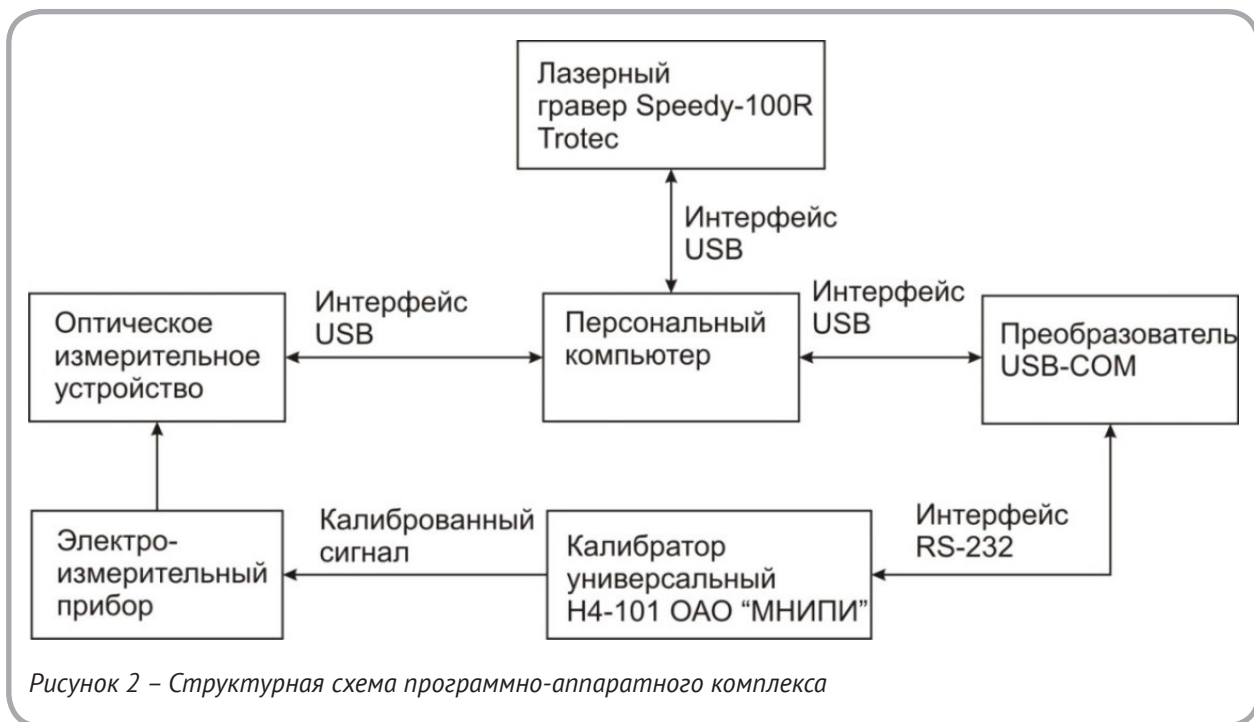 Лазерный
гравер Speedy-100R
Trotec
Интерфейс
USB
Оптическое
измерительное
устройство
Интерфейс
USB
Персональный
компьютер
Интерфейс
USB
Преобразователь
USB-COM
Электро-
измерительный
прибор
Калиброванный
сигнал
Калибратор
универсальный
Н4-101 ОАО “МНИПИ”
Интерфейс
RS-232
Рисунок 2 – Структурная схема программно-аппаратного комплекса